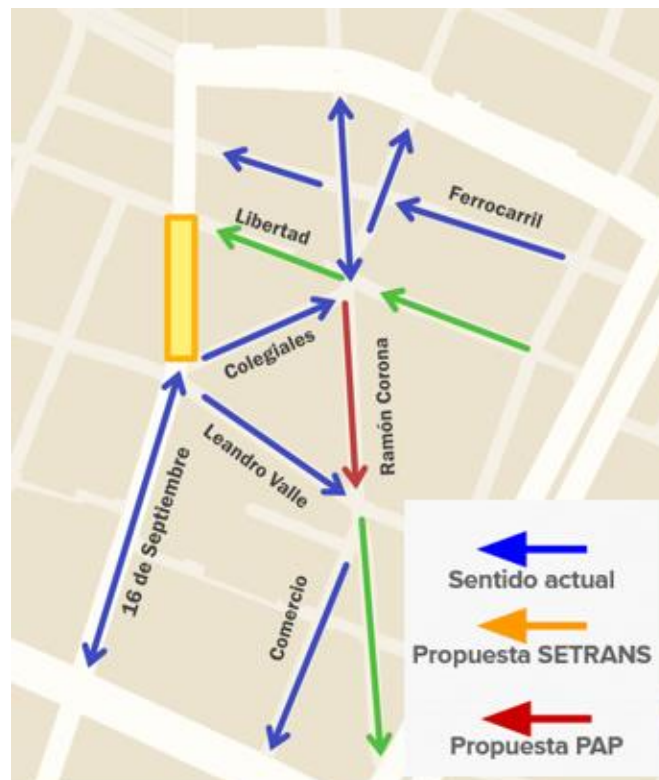 Ferrocarril
Libertad
Colegiales
Ramón Corona
Leandro Valle
16 de Septiembre
Comercio
Sentido actual
Propuesta SETRANS
Propuesta PAP